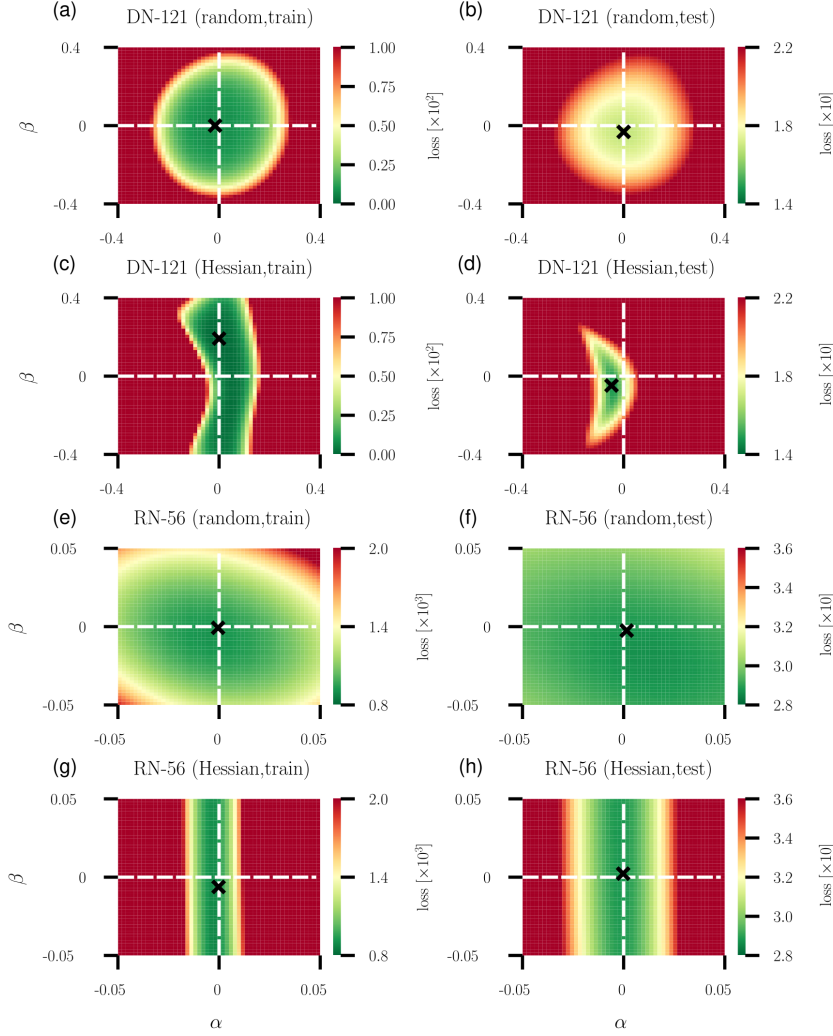 (a) DN-121 (random,train)
0.4
β
0
-0.4
-0.4 0 0.4
1.00
0.75
0.50
0.25
0.00
loss [×10²]
(b) DN-121 (random,test)
0.4
0
-0.4
-0.4 0 0.4
2.2
1.8
1.4
loss [×10]
(c) DN-121 (Hessian,train)
0.4
β
0
-0.4
-0.4 0 0.4
1.00
0.75
0.50
0.25
0.00
loss [×10²]
(d) DN-121 (Hessian,test)
0.4
0
-0.4
-0.4 0 0.4
2.2
1.8
1.4
loss [×10]
(e) RN-56 (random,train)
0.05
β
0
-0.05
-0.05 0 0.05
2.0
1.4
0.8
loss [×10³]
(f) RN-56 (random,test)
0.05
0
-0.05
-0.05 0 0.05
3.6
3.4
3.2
3.0
2.8
loss [×10]
(g) RN-56 (Hessian,train)
0.05
β
0
-0.05
-0.05 0 0.05
α
2.0
1.4
0.8
loss [×10³]
(h) RN-56 (Hessian,test)
0.05
0
-0.05
-0.05 0 0.05
α
3.6
3.4
3.2
3.0
2.8
loss [×10]